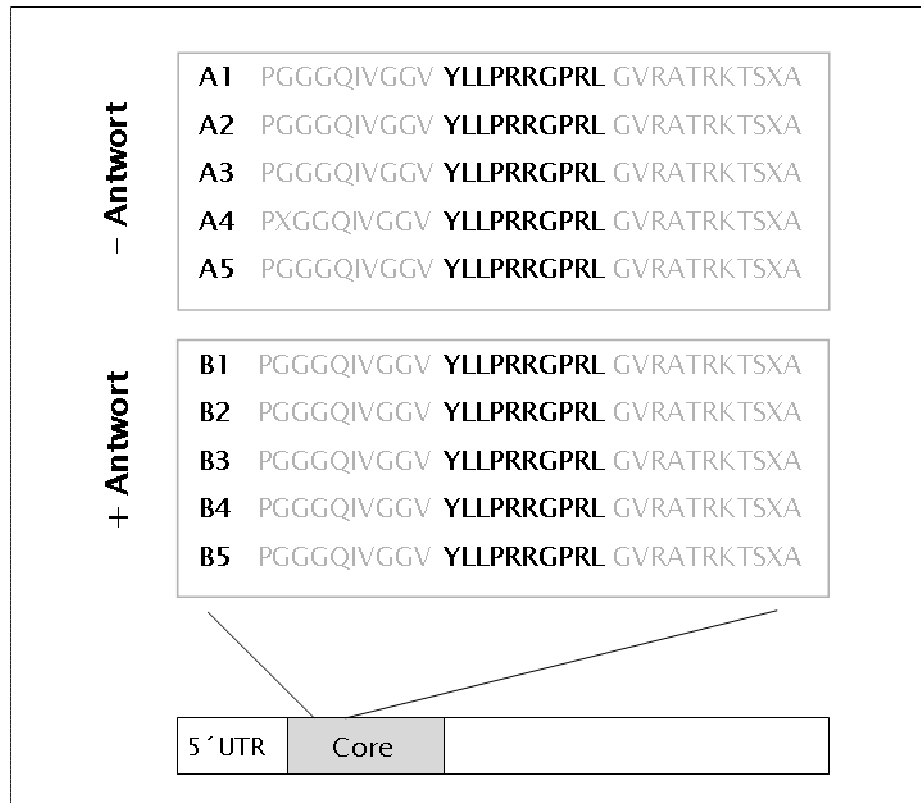 − Antwort
A1 PGGGQIVGGV YLLPRRGPRL GVRATRKTSXA
A2 PGGGQIVGGV YLLPRRGPRL GVRATRKTSXA
A3 PGGGQIVGGV YLLPRRGPRL GVRATRKTSXA
A4 PXGGQIVGGV YLLPRRGPRL GVRATRKTSXA
A5 PGGGQIVGGV YLLPRRGPRL GVRATRKTSXA
+ Antwort
B1 PGGGQIVGGV YLLPRRGPRL GVRATRKTSXA
B2 PGGGQIVGGV YLLPRRGPRL GVRATRKTSXA
B3 PGGGQIVGGV YLLPRRGPRL GVRATRKTSXA
B4 PGGGQIVGGV YLLPRRGPRL GVRATRKTSXA
B5 PGGGQIVGGV YLLPRRGPRL GVRATRKTSXA
5´UTR Core